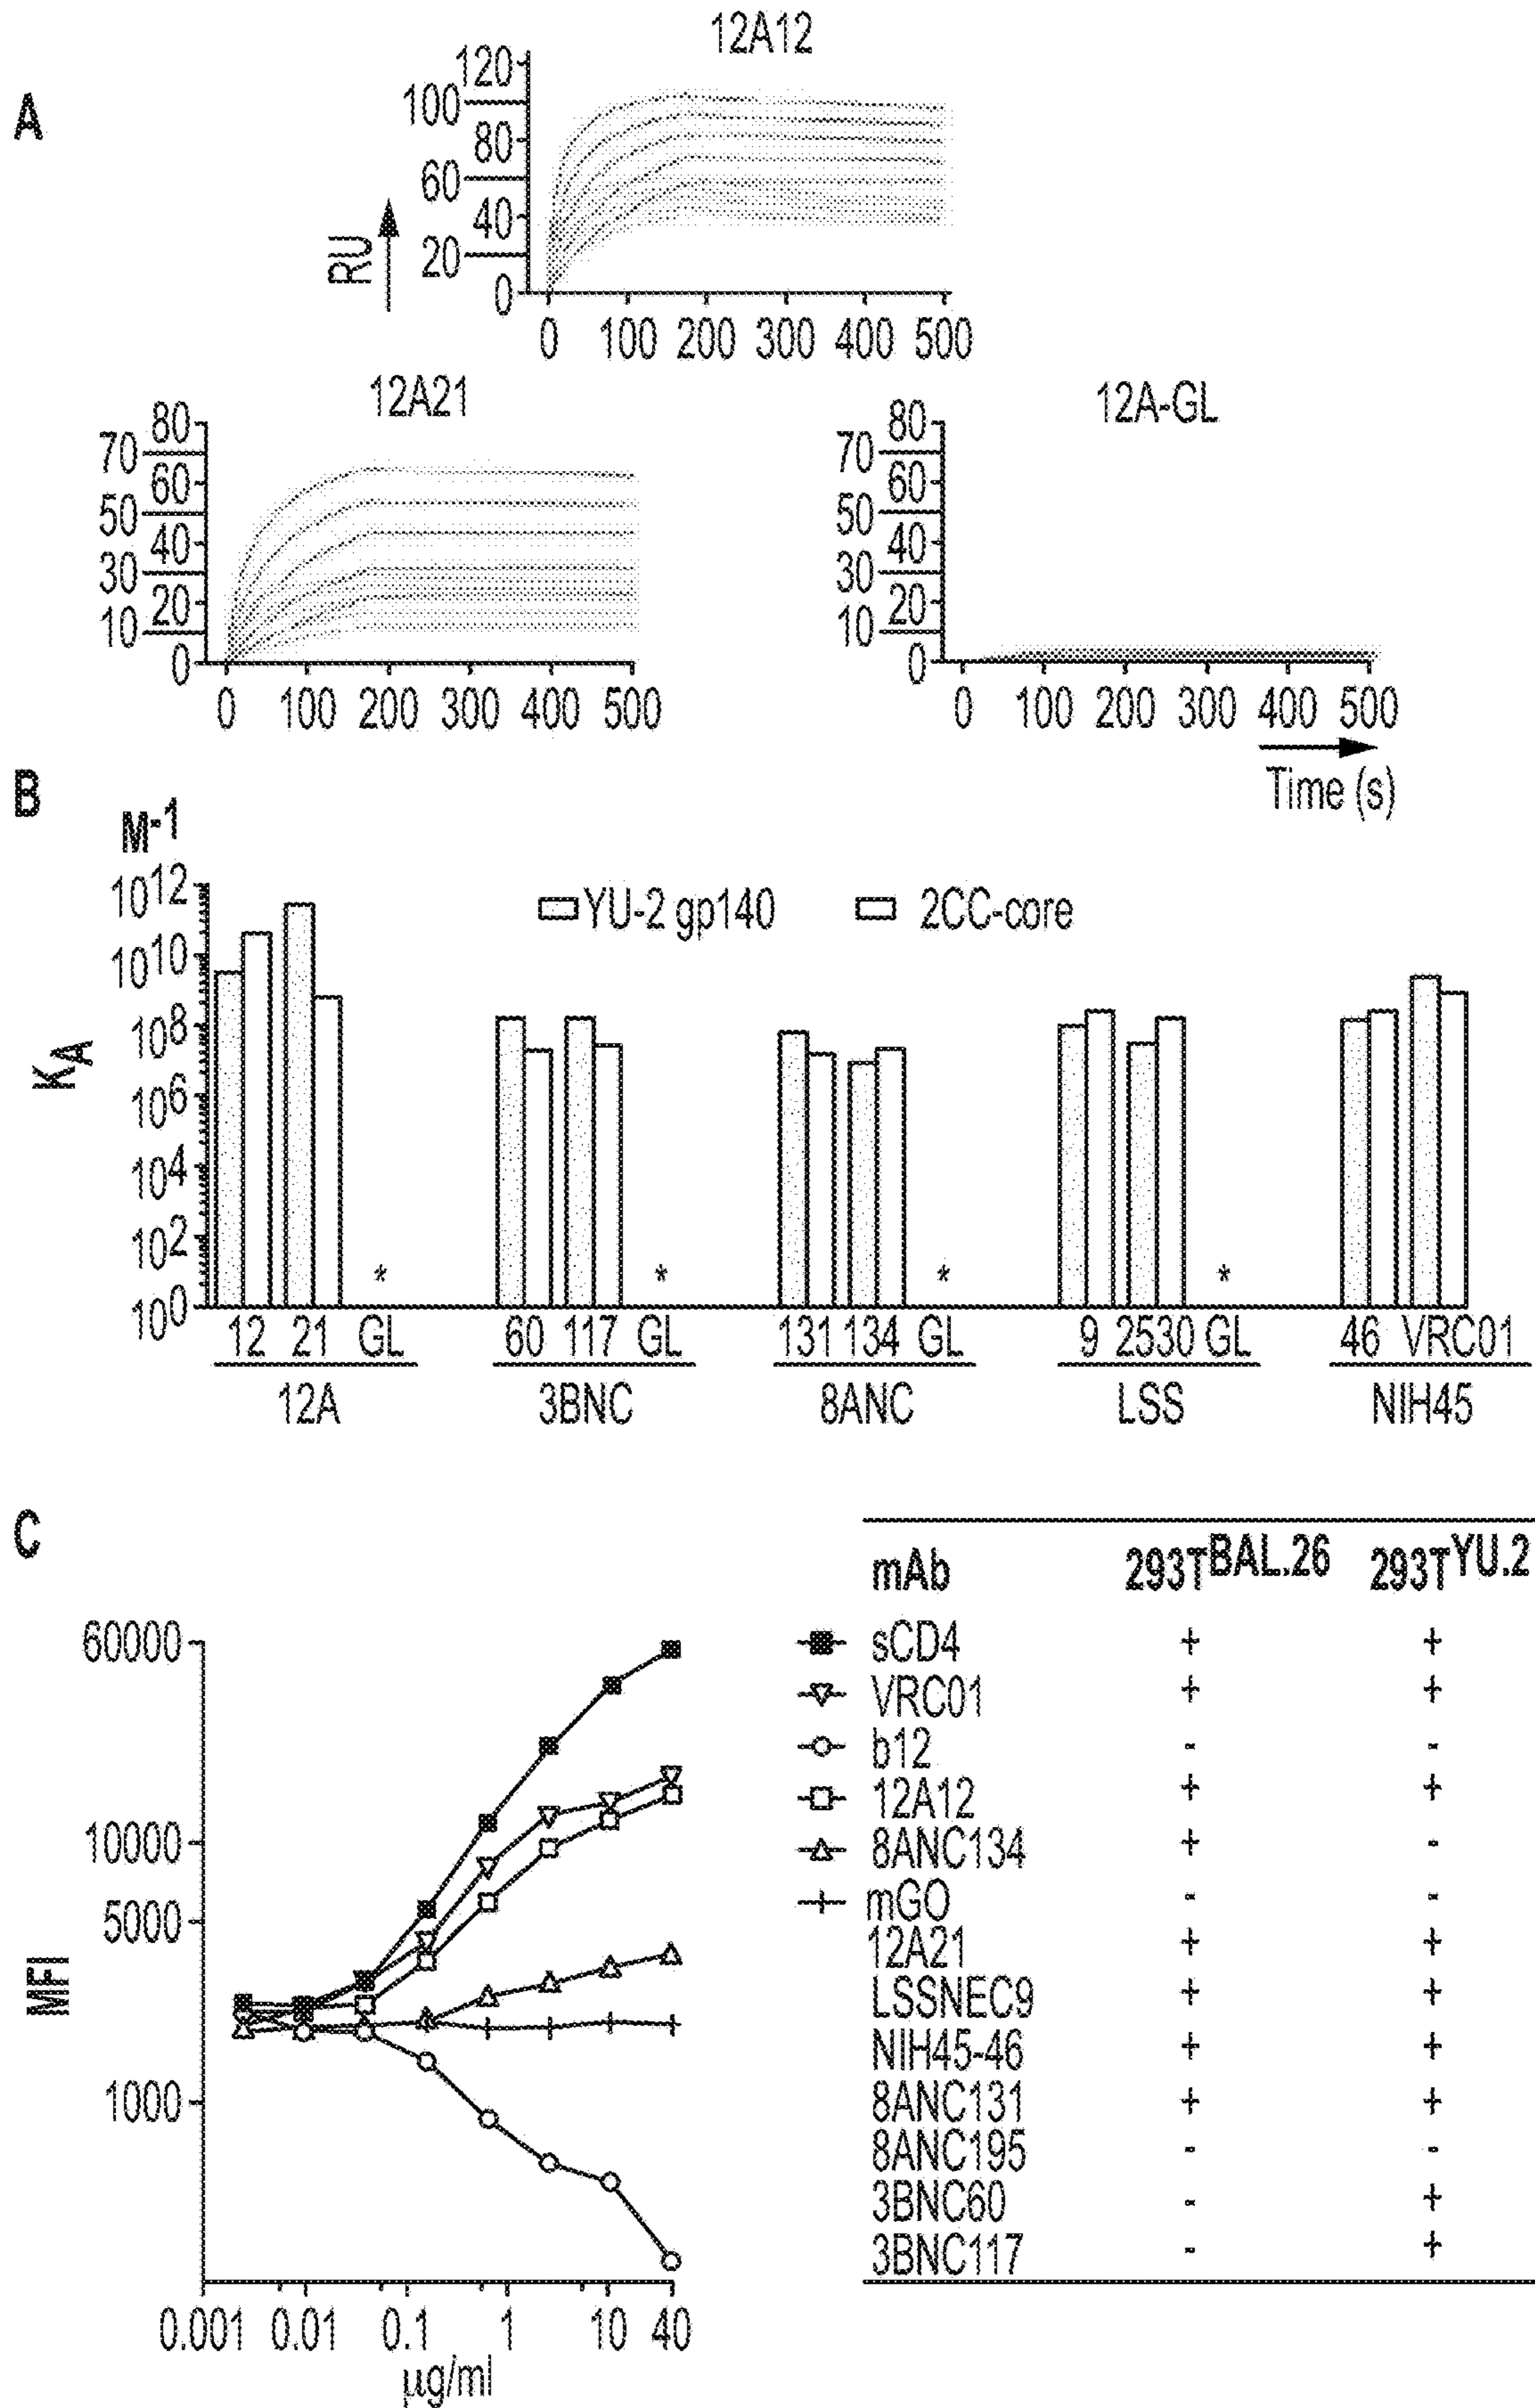 A
12A12
120
100
80
60
40
20
0
RU
0 100 200 300 400 500
12A21
80
70
60
50
40
30
20
10
0
0 100 200 300 400 500
12A-GL
80
70
60
50
40
30
20
10
0
0 100 200 300 400 500
Time (s)
B
M-1
KA
YU-2 gp140 2CC-core
10^12
10^10
10^8
10^6
10^4
10^2
10^0
* * * *
12 21 GL 60 117 GL 131 134 GL 9 2530 GL 46 VRC01
12A 3BNC 8ANC LSS NIH45
C
MFI
60000
10000
5000
1000
0.001 0.01 0.1 1 10 40
µg/ml
mAb 293T BAL.26 293T YU.2
sCD4 + +
VRC01 + +
b12 - -
12A12 + +
8ANC134 + -
mGO - -
12A21 + +
LSSNEC9 + +
NIH45-46 + +
8ANC131 + +
8ANC195 - -
3BNC60 - +
3BNC117 - +